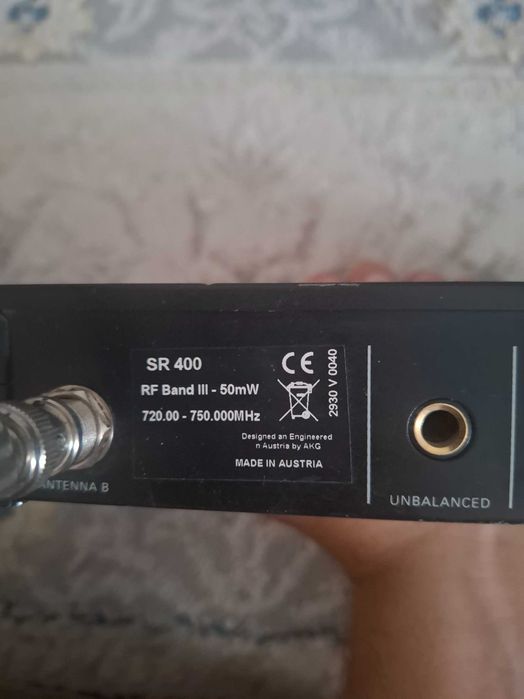 SR 400
RF Band III - 50mW
720.00 - 750.000MHz
CE
2930 V 0040
Designed an Engineered
n Austria by AKG
MADE IN AUSTRIA
ANTENNA B
UNBALANCED